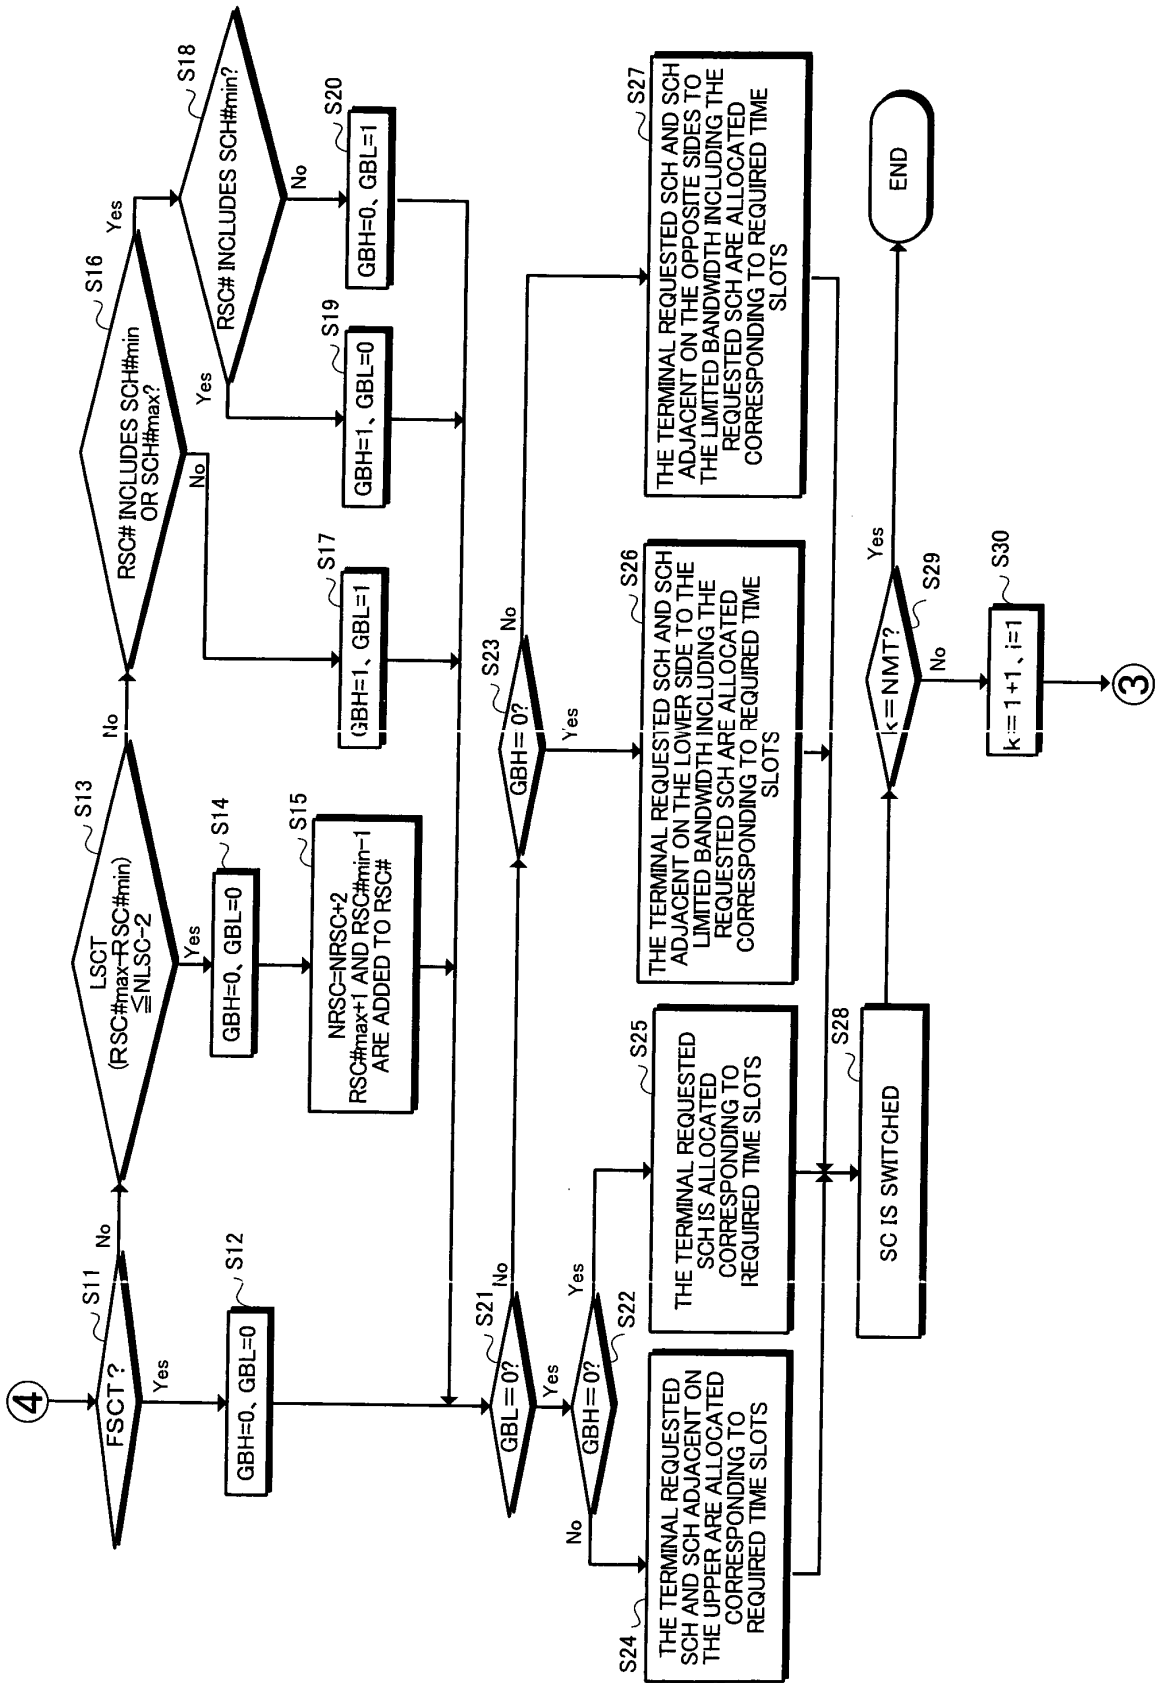 ④
S11
FSCT?
No
Yes
S12
GBH=0、GBL=0
S13
LSCT
(RSC#max-RSC#min)
≦NLSC-2
No
Yes
S14
GBH=0、GBL=0
S15
NRSC=NRSC+2
RSC#max+1 AND RSC#min-1
ARE ADDED TO RSC#
S16
RSC# INCLUDES SCH#min
OR SCH#max?
Yes
No
S17
GBH=1、GBL=1
S18
RSC# INCLUDES SCH#min?
Yes
No
S19
GBH=1、GBL=0
S20
GBH=0、GBL=1
S21
GBL=0?
No
Yes
S22
GBH=0?
Yes
No
S23
GBH=0?
No
Yes
S24
THE TERMINAL REQUESTED
SCH AND SCH ADJACENT ON
THE UPPER ARE ALLOCATED
CORRESPONDING TO
REQUIRED TIME SLOTS
S25
THE TERMINAL REQUESTED
SCH IS ALLOCATED
CORRESPONDING TO
REQUIRED TIME SLOTS
S26
THE TERMINAL REQUESTED SCH AND SCH
ADJACENT ON THE LOWER SIDE TO THE
LIMITED BANDWIDTH INCLUDING THE
REQUESTED SCH ARE ALLOCATED
CORRESPONDING TO REQUIRED TIME
SLOTS
S27
THE TERMINAL REQUESTED SCH AND SCH
ADJACENT ON THE OPPOSITE SIDES TO
THE LIMITED BANDWIDTH INCLUDING THE
REQUESTED SCH ARE ALLOCATED
CORRESPONDING TO REQUIRED TIME
SLOTS
S28
SC IS SWITCHED
S29
k=NMT?
Yes
No
END
S30
k=1+1、i=1
③